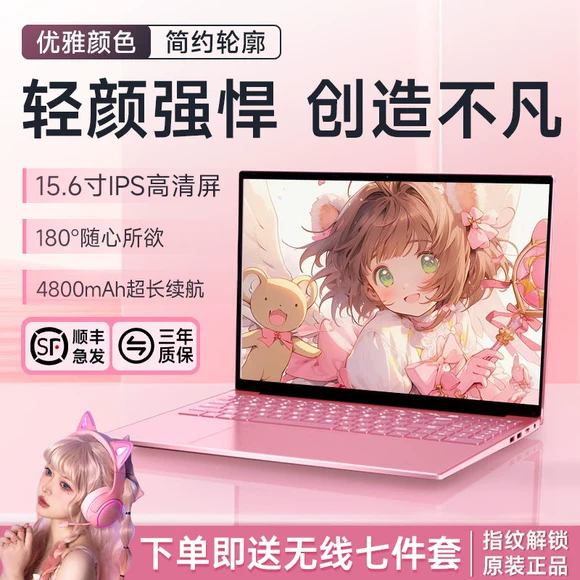 优雅颜色 简约轮廓
轻颜强悍 创造不凡
15.6寸IPS高清屏
180°随心所欲
4800mAh超长续航
SF 顺丰急发 三年质保
下单即送无线七件套
指纹解锁
原装正品